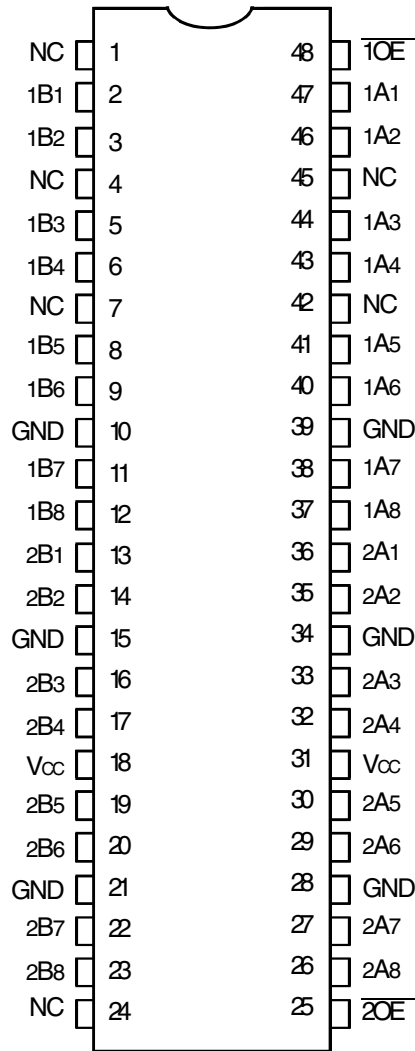 NC 1 48 1OE
1B1 2 47 1A1
1B2 3 46 1A2
NC 4 45 NC
1B3 5 44 1A3
1B4 6 43 1A4
NC 7 42 NC
1B5 8 41 1A5
1B6 9 40 1A6
GND 10 39 GND
1B7 11 38 1A7
1B8 12 37 1A8
2B1 13 36 2A1
2B2 14 35 2A2
GND 15 34 GND
2B3 16 33 2A3
2B4 17 32 2A4
Vcc 18 31 Vcc
2B5 19 30 2A5
2B6 20 29 2A6
GND 21 28 GND
2B7 22 27 2A7
2B8 23 26 2A8
NC 24 25 2OE